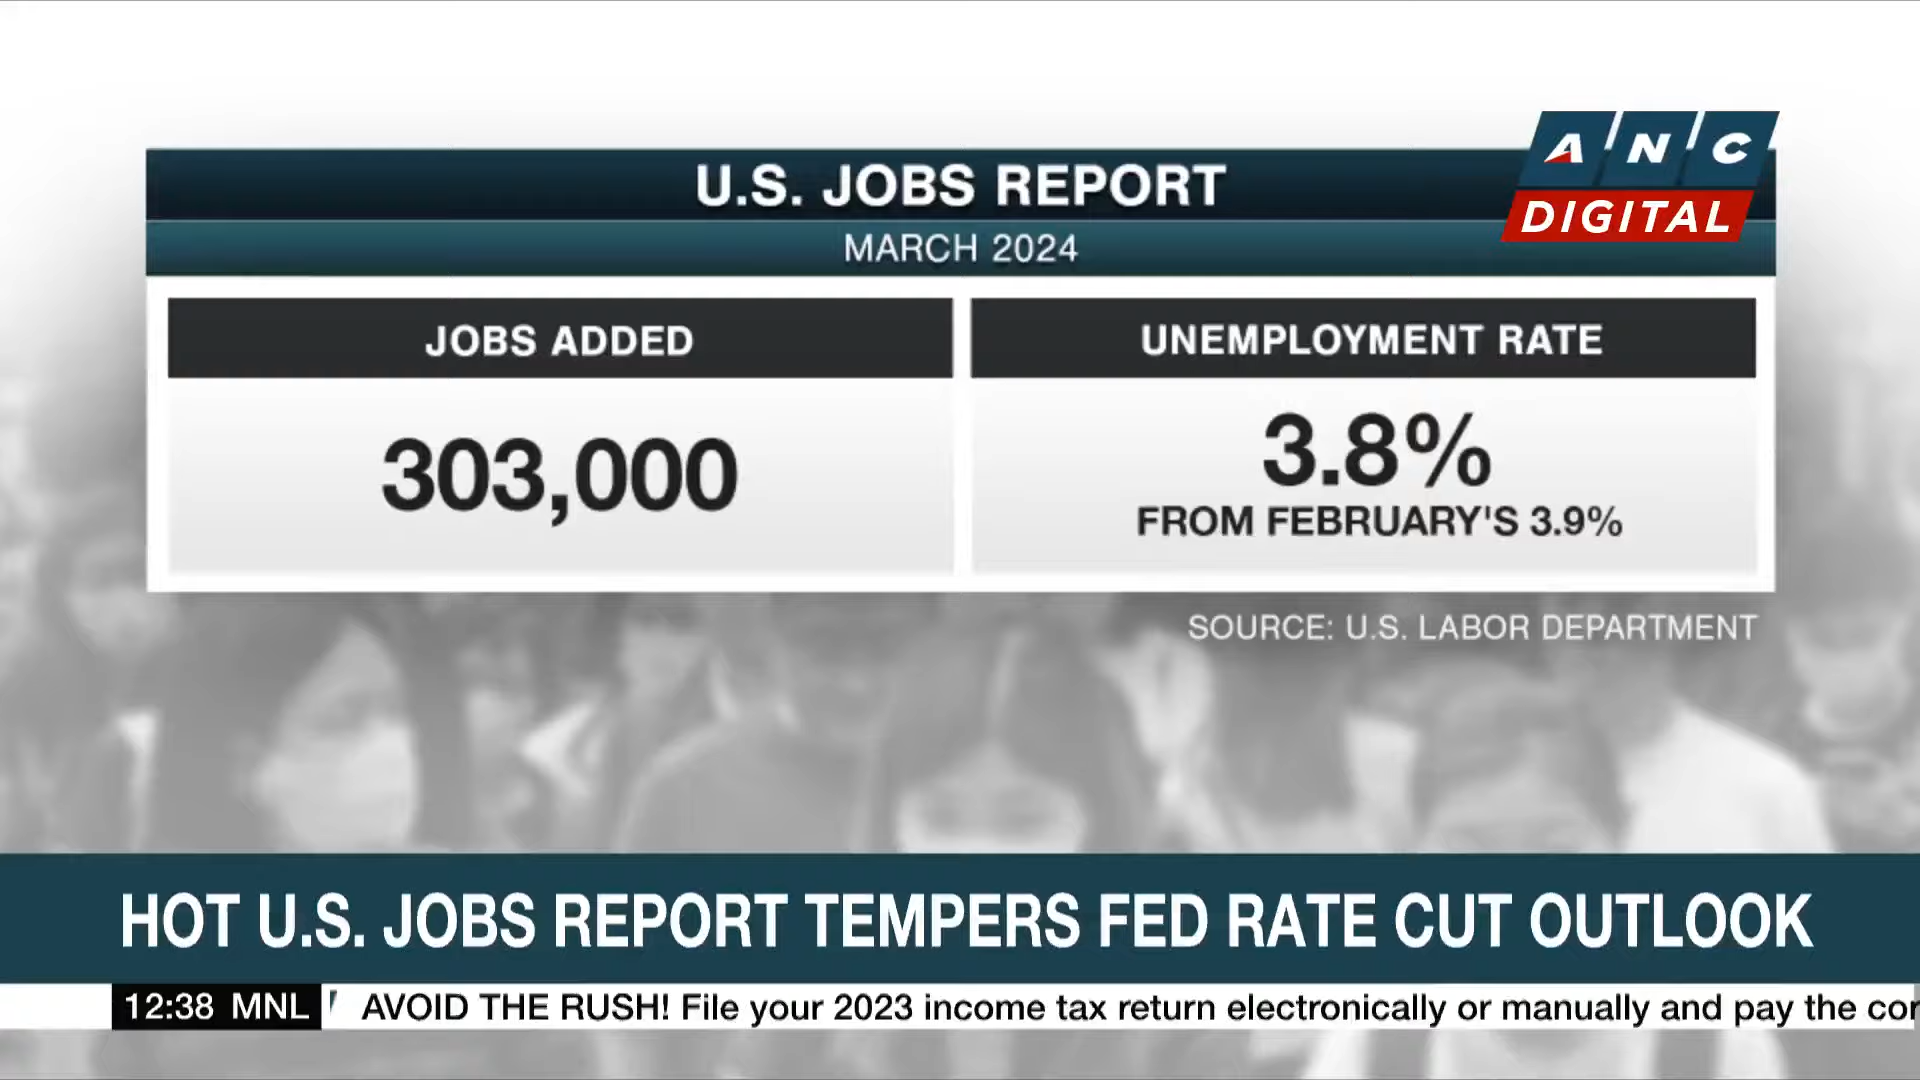 ANC
DIGITAL
U.S. JOBS REPORT
MARCH 2024
JOBS ADDED
303,000
UNEMPLOYMENT RATE
3.8%
FROM FEBRUARY'S 3.9%
SOURCE: U.S. LABOR DEPARTMENT
HOT U.S. JOBS REPORT TEMPERS FED RATE CUT OUTLOOK
12:38 MNL
AVOID THE RUSH! File your 2023 income tax return electronically or manually and pay the